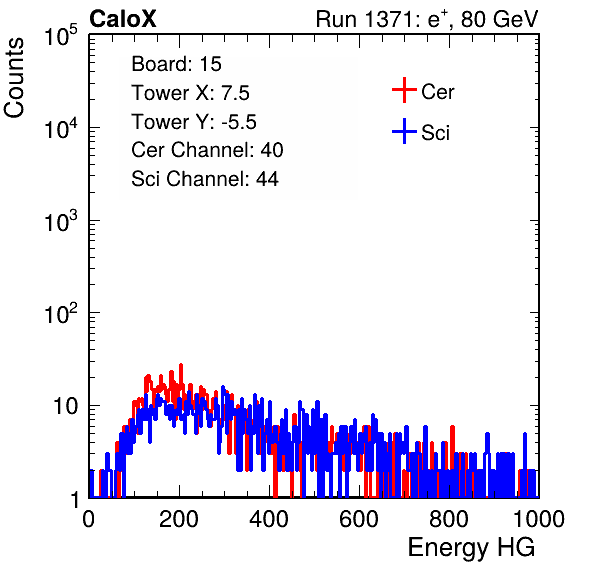 CaloX Run 1371: e⁺, 80 GeV
Counts
10⁵
10⁴
10³
10²
10
1
Board: 15
Tower X: 7.5
Tower Y: -5.5
Cer Channel: 40
Sci Channel: 44
Cer
Sci
0 200 400 600 800 1000
Energy HG